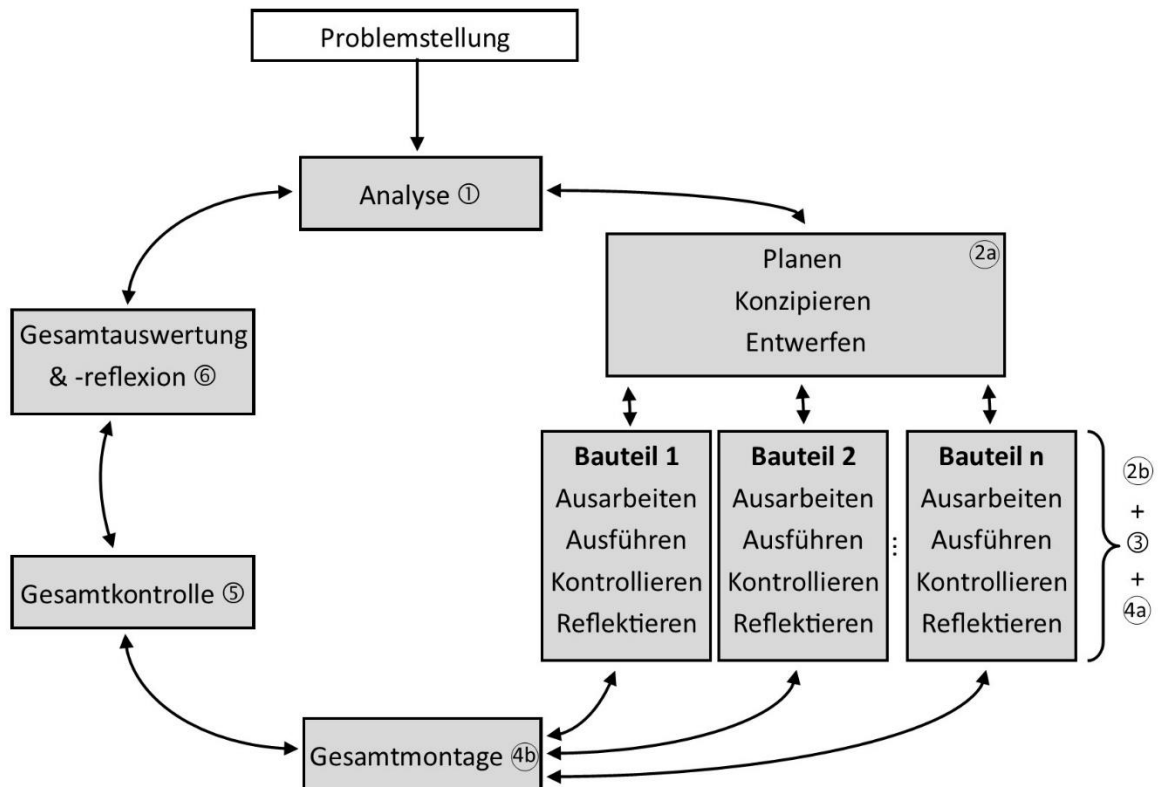 Problemstellung
Analyse ①
Planen
2a
Konzipieren
Entwerfen
Gesamtauswertung
& -reflexion ⑥
Bauteil 1
Ausarbeiten
Ausführen
Kontrollieren
Reflektieren
Bauteil 2
Ausarbeiten
Ausführen
Kontrollieren
Reflektieren
...
Bauteil n
Ausarbeiten
Ausführen
Kontrollieren
Reflektieren
2b
+
③
+
4a
Gesamtkontrolle ⑤
Gesamtmontage 4b